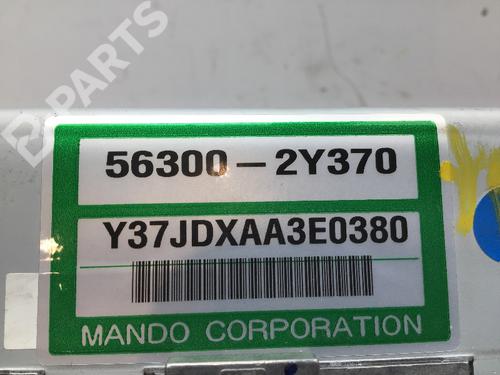 B-PARTS
56300 – 2Y370
Y37JDXAA3E0380
MANDO CORPORATION